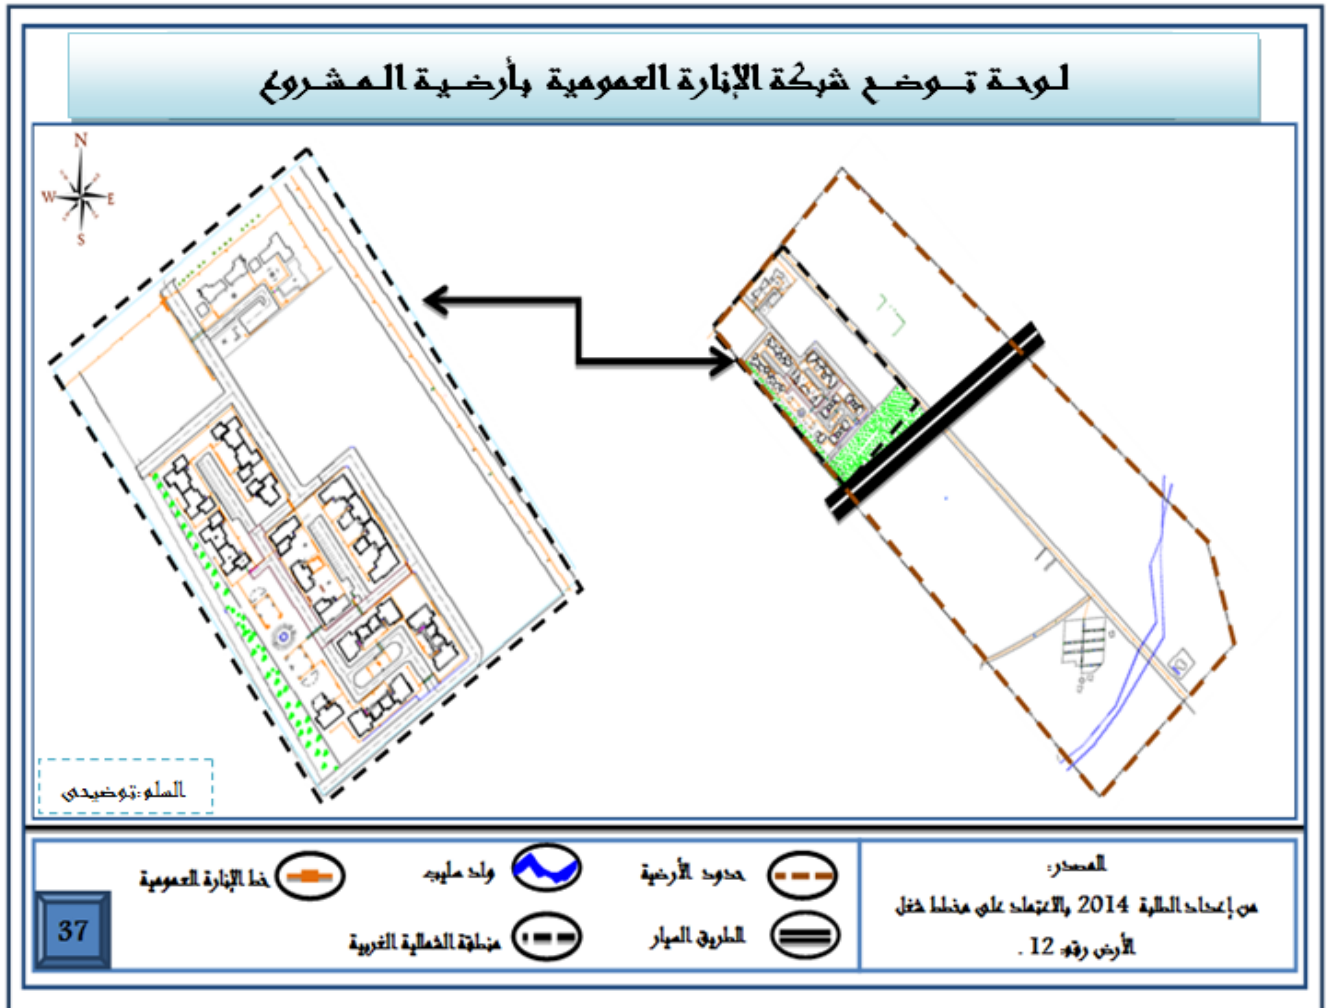 لوحة توضح شبكة الإنارة العمومية بأرضية المشروع
N
W E
S
السلم:توضيحي
المصدر:
من إعداد الطلبة 2014 بالاعتماد على مخطط شغل
الأرض رقم 12 .
حدود الأرضية
واد مليب
خط الإنارة العمومية
الطريق السيار
منطقة الشمالية الغربية
37